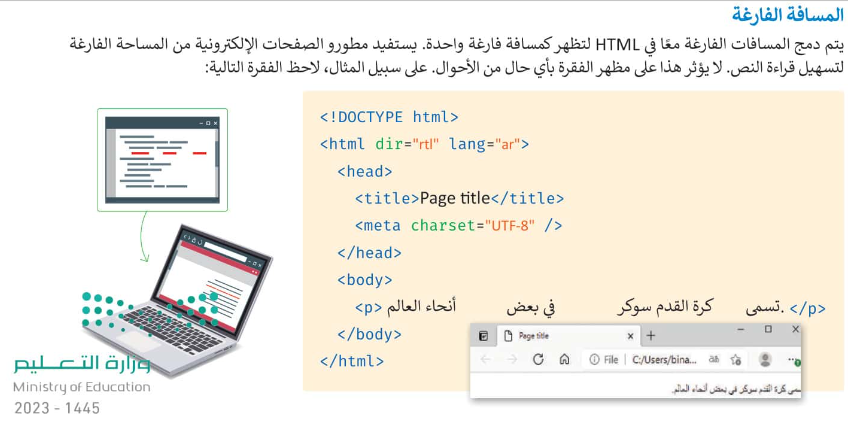 المسافة الفارغة
يتم دمج المسافات الفارغة معًا في HTML لتظهر كمسافة فارغة واحدة. يستفيد مطورو الصفحات الإلكترونية من المساحة الفارغة
لتسهيل قراءة النص. لا يؤثر هذا على مظهر الفقرة بأي حال من الأحوال. على سبيل المثال، لاحظ الفقرة التالية:
<!DOCTYPE html>
<html dir="rtl" lang="ar">
<head>
<title>Page title</title>
<meta charset="UTF-8" />
</head>
<body>
<p> تسمى كرة القدم سوكر في بعض أنحاء العالم. </p>
</body>
</html>
Page title
File | C:/Users/bina...
تسمى كرة القدم سوكر في بعض أنحاء العالم.
وزارة التعليم
Ministry of Education
2023 - 1445